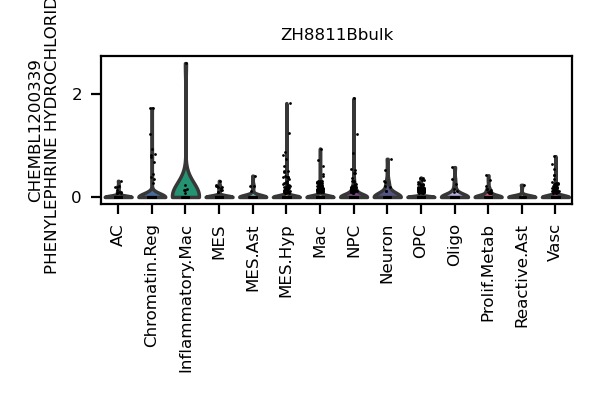 ZH8811Bbulk
CHEMBL1200339
PHENYLEPHRINE HYDROCHLORID
2
0
AC
Chromatin.Reg
Inflammatory.Mac
MES
MES.Ast
MES.Hyp
Mac
NPC
Neuron
OPC
Oligo
Prolif.Metab
Reactive.Ast
Vasc